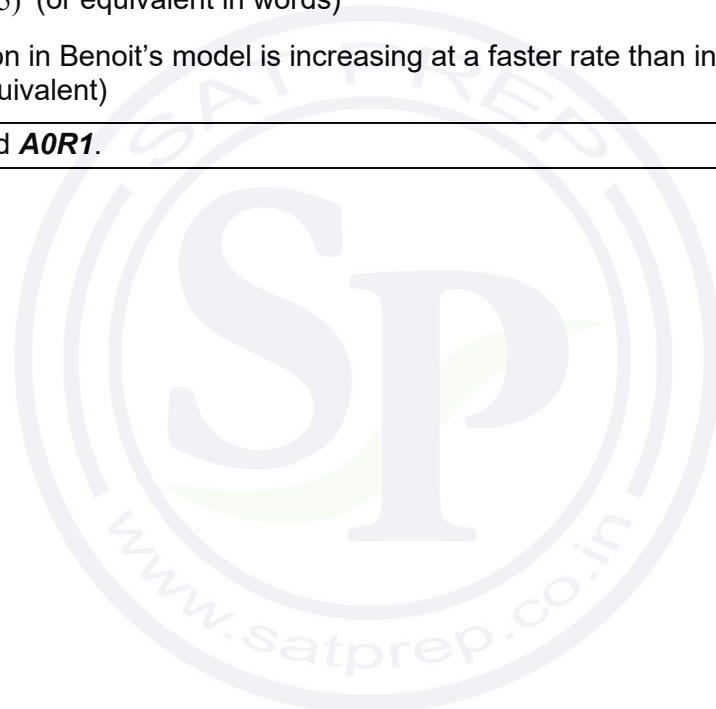 5) (or equivalent in words)
on in Benoit's model is increasing at a faster rate than in
uivalent)
d A0R1.
SAT PREP
SP
www.satprep.co.in